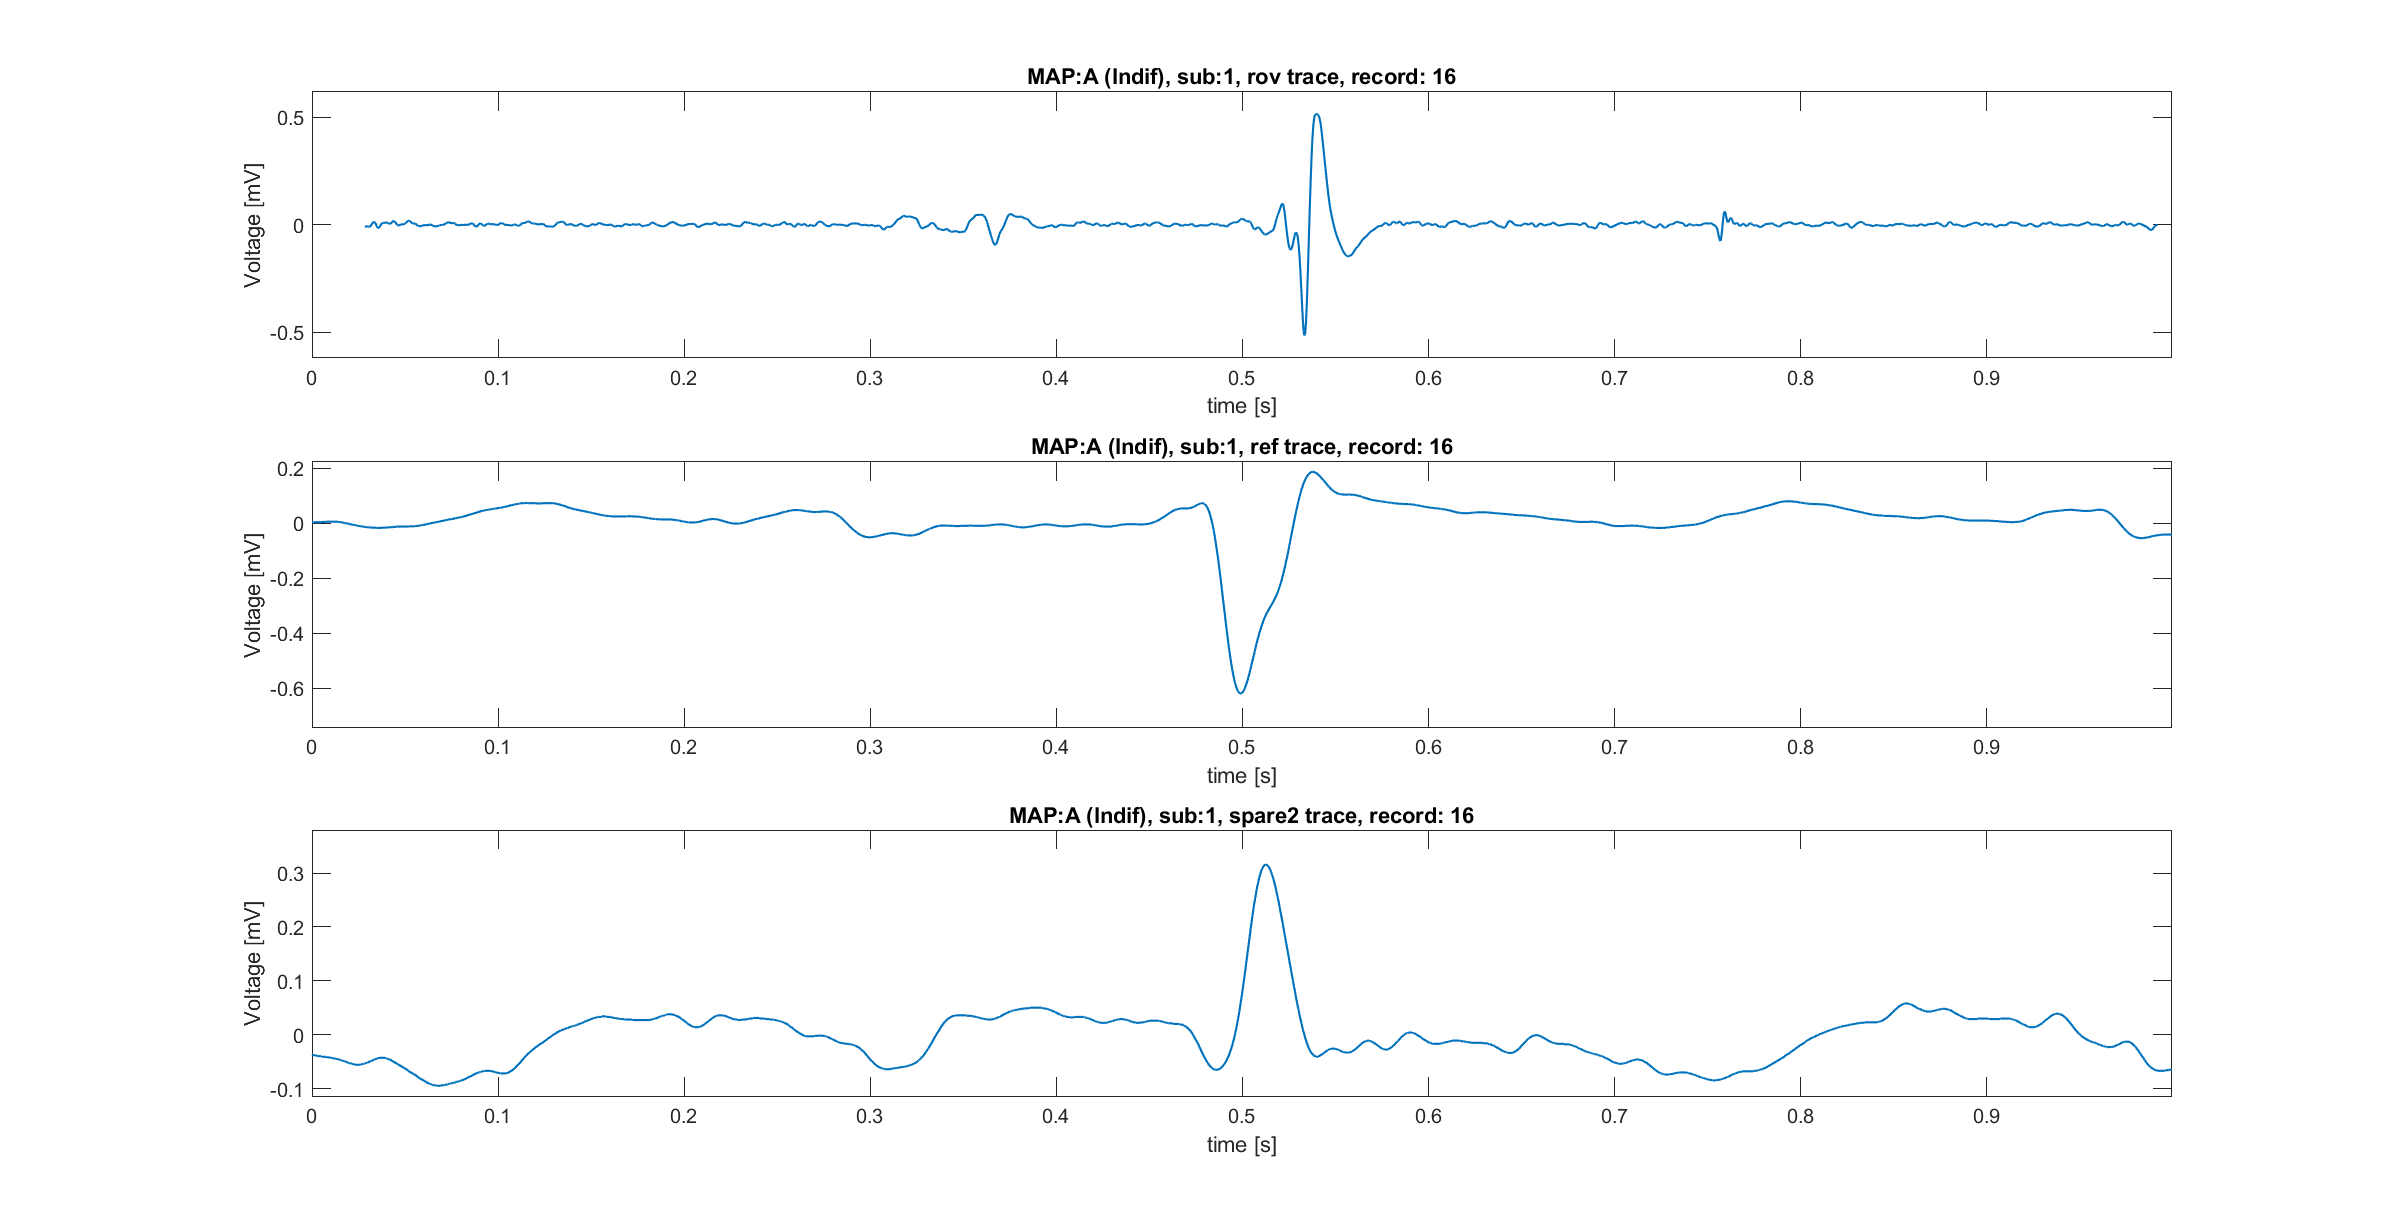 MAP:A (Indif), sub:1, rov trace, record: 16
Voltage [mV]
0.5
0
-0.5
0 0.1 0.2 0.3 0.4 0.5 0.6 0.7 0.8 0.9
time [s]
MAP:A (Indif), sub:1, ref trace, record: 16
Voltage [mV]
0.2
0
-0.2
-0.4
-0.6
0 0.1 0.2 0.3 0.4 0.5 0.6 0.7 0.8 0.9
time [s]
MAP:A (Indif), sub:1, spare2 trace, record: 16
Voltage [mV]
0.3
0.2
0.1
0
-0.1
0 0.1 0.2 0.3 0.4 0.5 0.6 0.7 0.8 0.9
time [s]